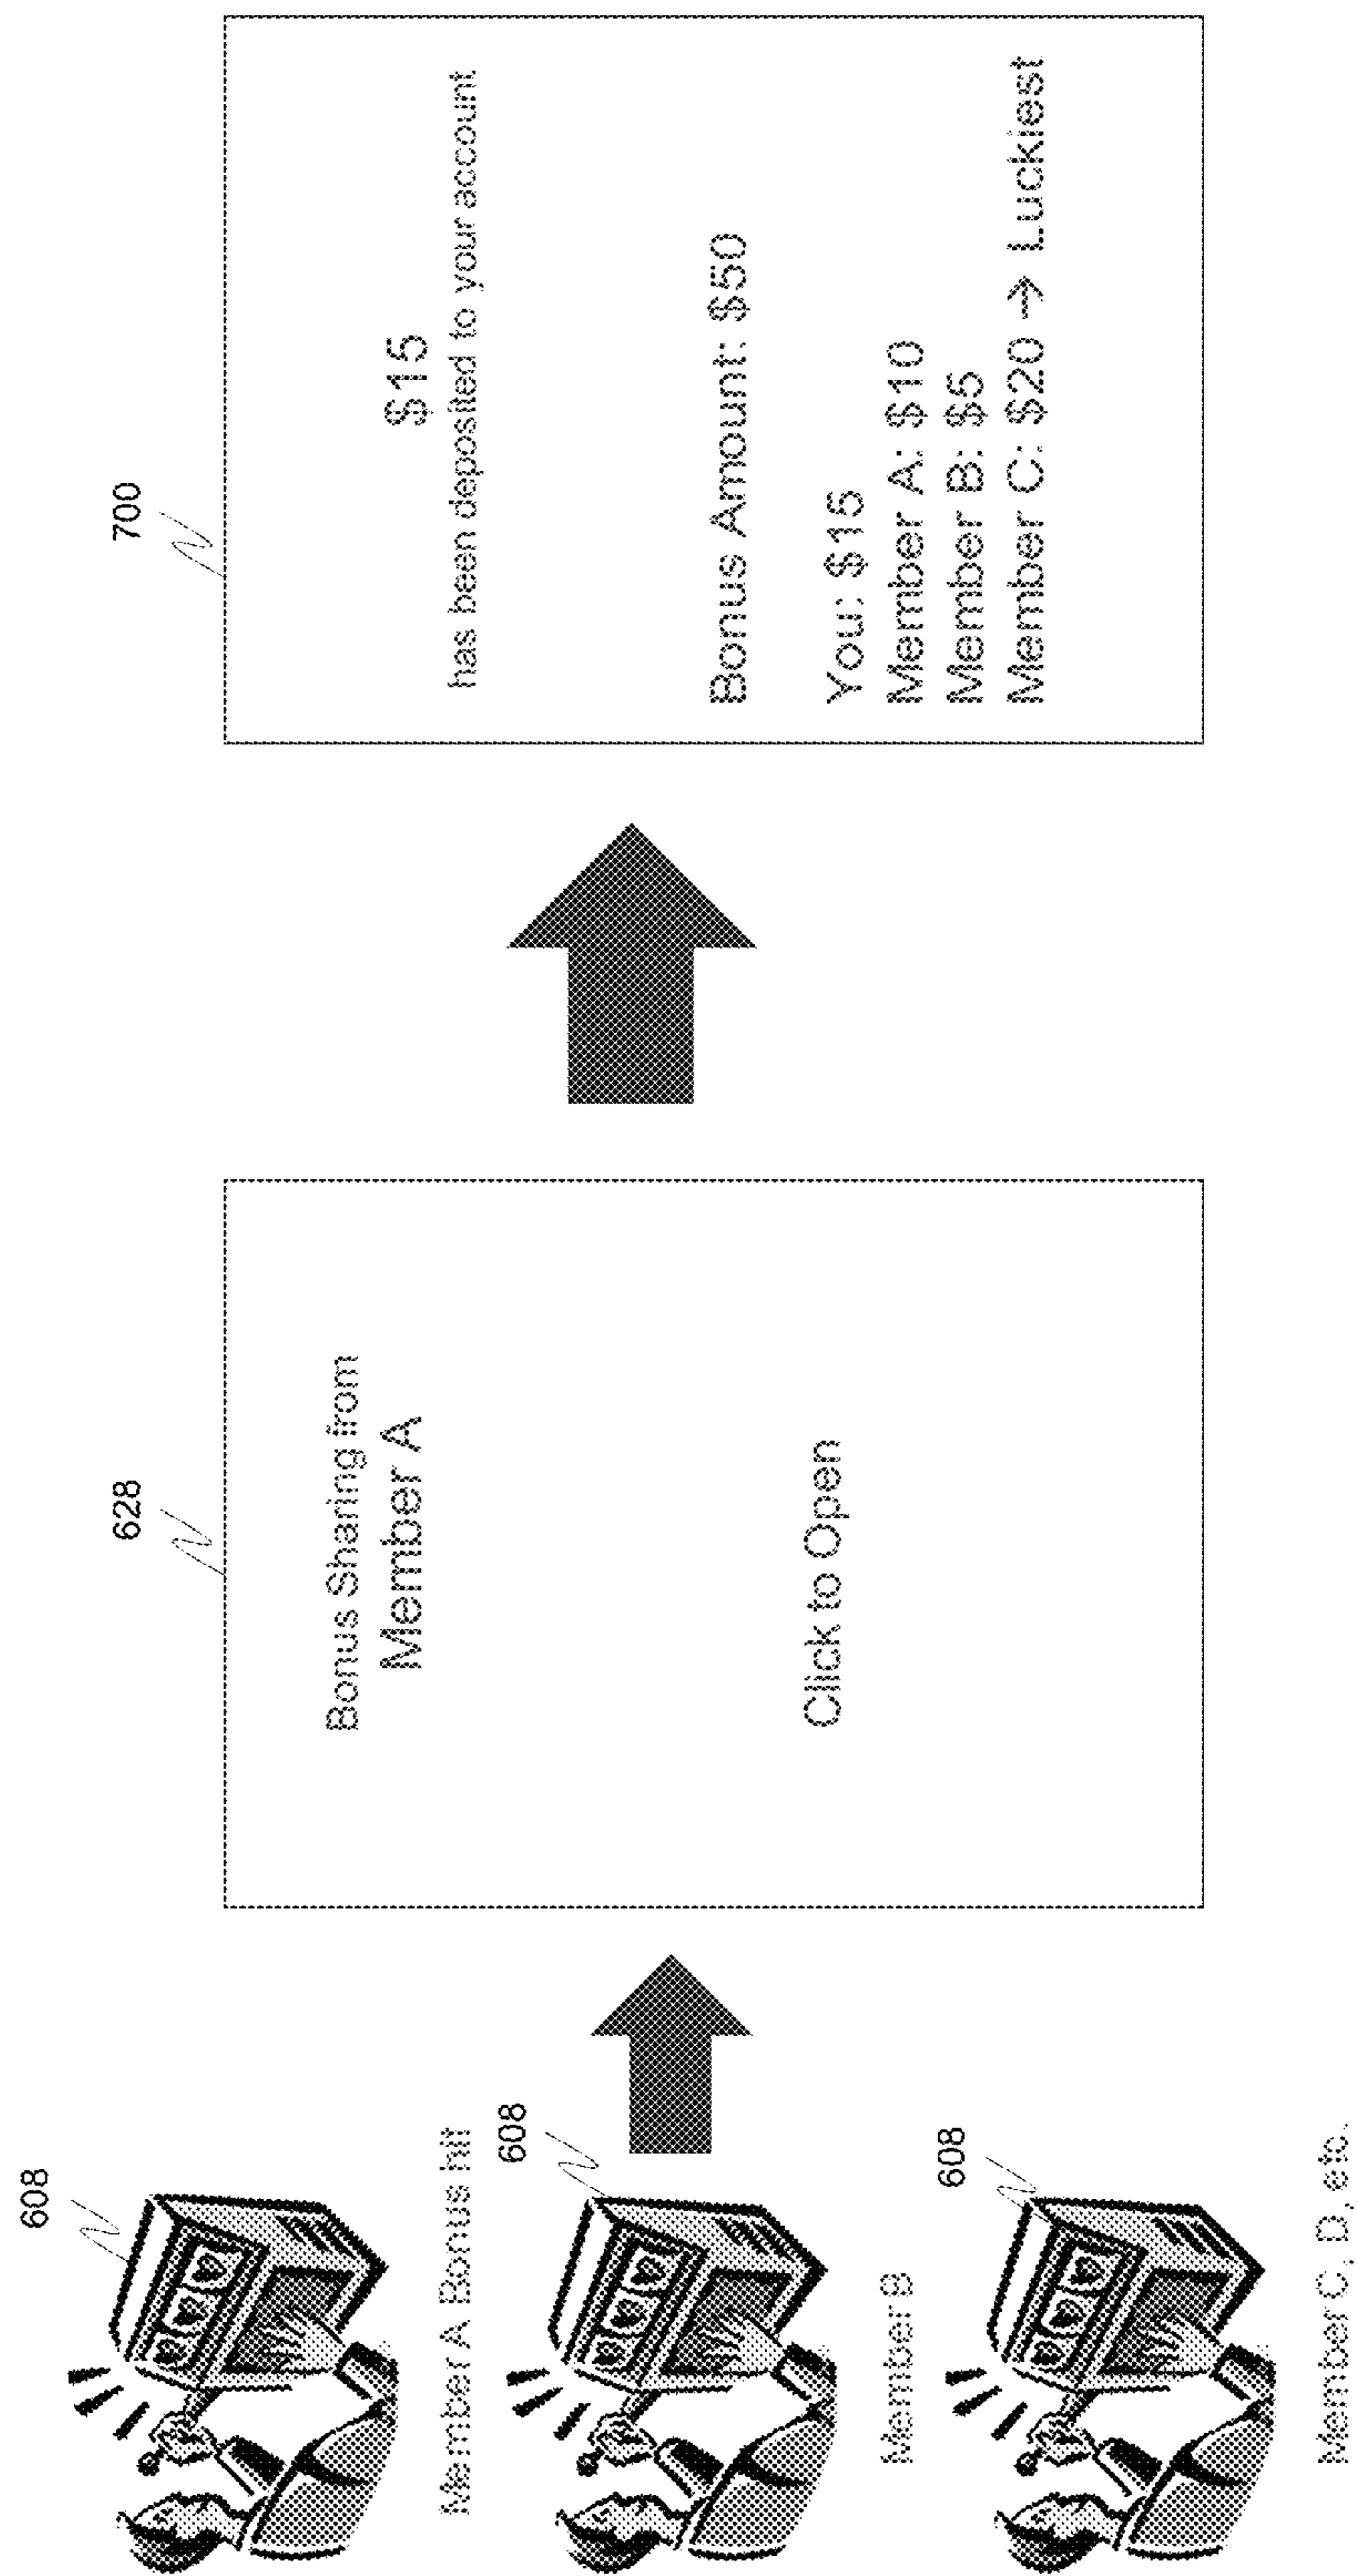 608
Member A Bonus hit
608
Member B
608
Member C, D, etc.
628
Bonus Sharing from
Member A
Click to Open
700
$15
has been deposited to your account
Bonus Amount: $50
You: $15
Member A: $10
Member B: $5
Member C: $20 → Luckiest